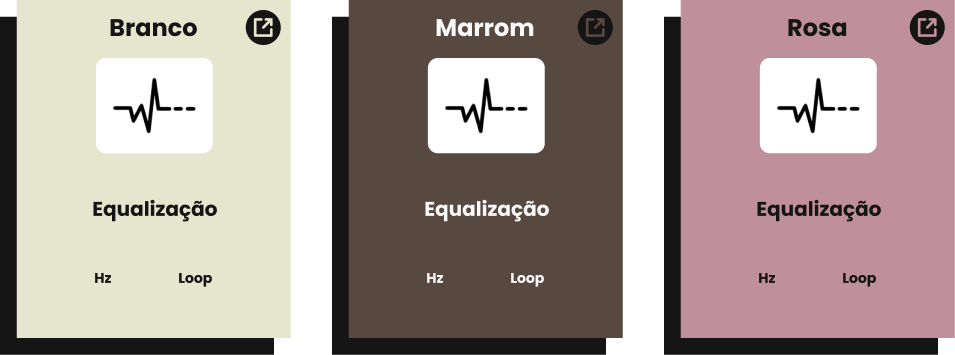 Branco
Equalização
Hz Loop
Marrom
Equalização
Hz Loop
Rosa
Equalização
Hz Loop